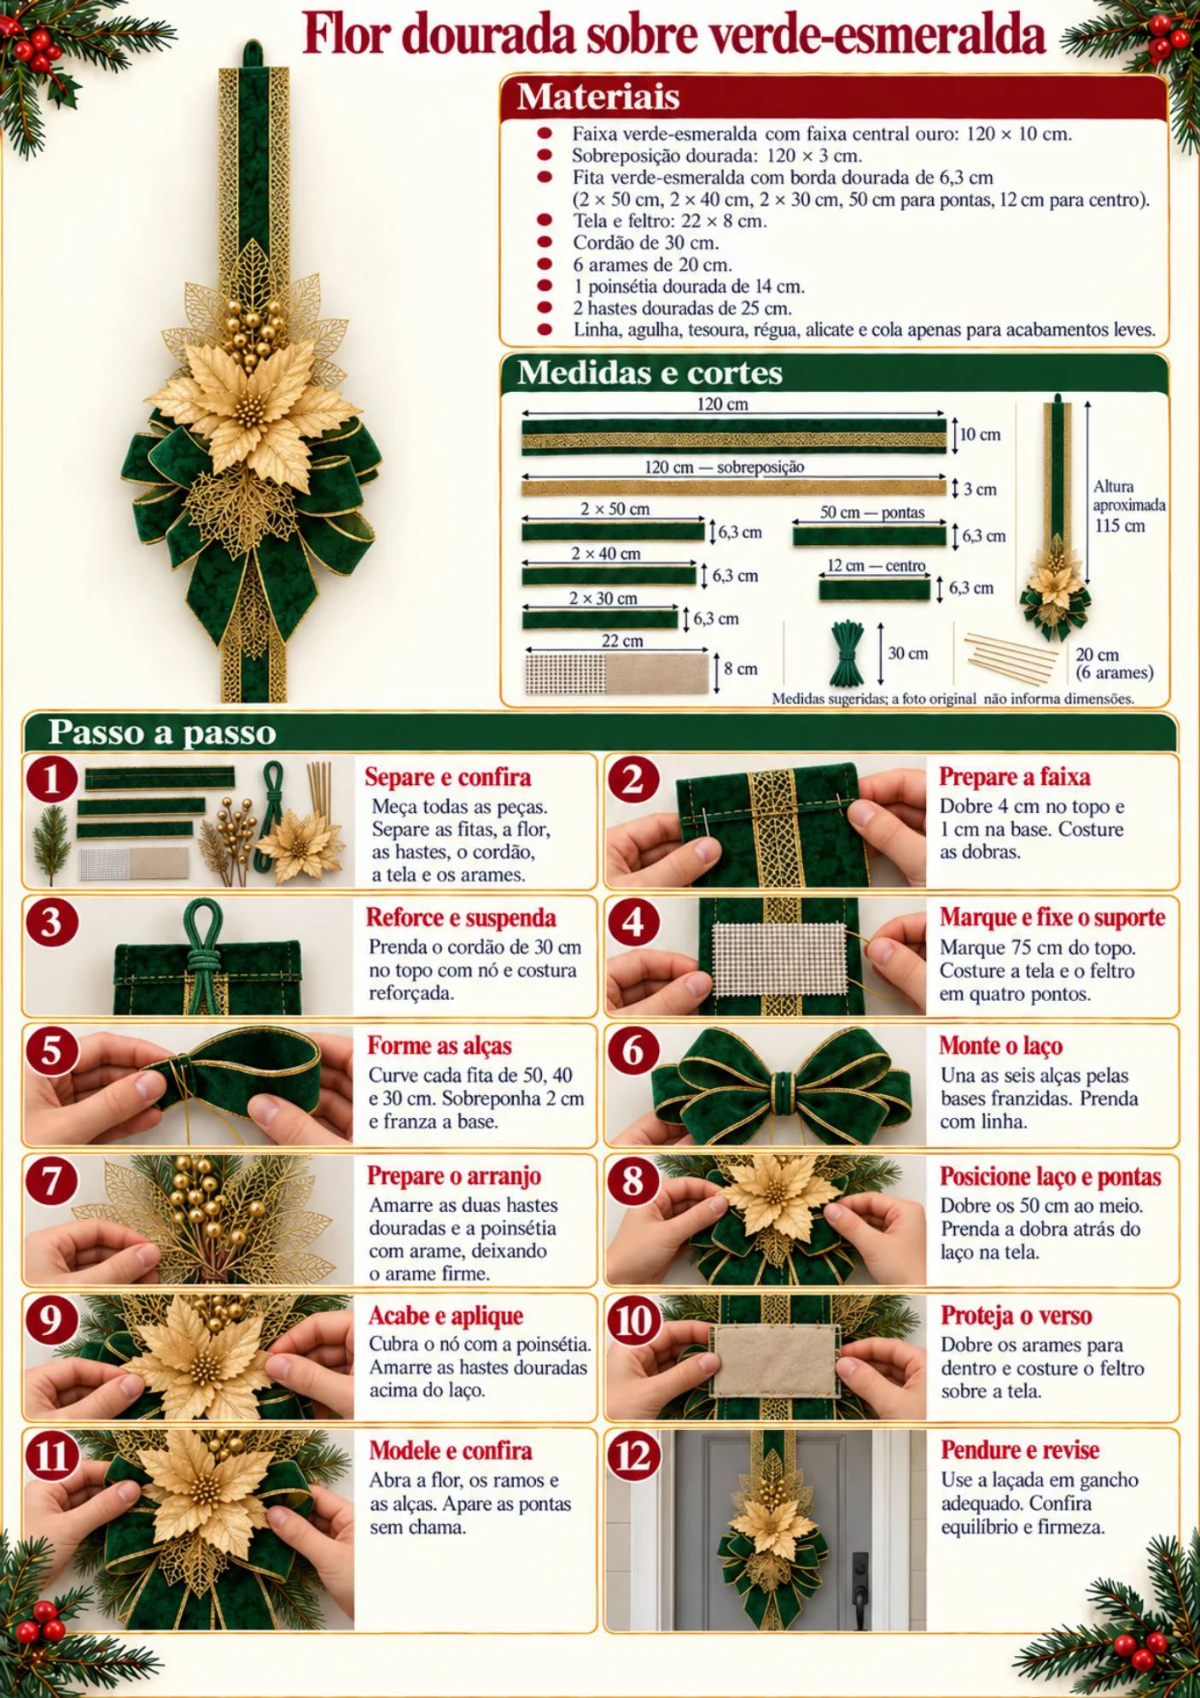 Flor dourada sobre verde-esmeralda
Materiais
Faixa verde-esmeralda com faixa central ouro: 120 × 10 cm.
Sobreposição dourada: 120 × 3 cm.
Fita verde-esmeralda com borda dourada de 6,3 cm
(2 × 50 cm, 2 × 40 cm, 2 × 30 cm, 50 cm para pontas, 12 cm para centro).
Tela e feltro: 22 × 8 cm.
Cordão de 30 cm.
6 arames de 20 cm.
1 poinsétia dourada de 14 cm.
2 hastes douradas de 25 cm.
Linha, agulha, tesoura, régua, alicate e cola apenas para acabamentos leves.
Medidas e cortes
120 cm
10 cm
120 cm — sobreposição
3 cm
2 × 50 cm
6,3 cm
50 cm — pontas
6,3 cm
2 × 40 cm
6,3 cm
12 cm — centro
6,3 cm
2 × 30 cm
6,3 cm
22 cm
8 cm
30 cm
20 cm
(6 arames)
Altura
aproximada
115 cm
Medidas sugeridas; a foto original não informa dimensões.
Passo a passo
1
Separe e confira
Meça todas as peças.
Separe as fitas, a flor,
as hastes, o cordão,
a tela e os arames.
2
Prepare a faixa
Dobre 4 cm no topo e
1 cm na base. Costure
as dobras.
3
Reforce e suspenda
Prenda o cordão de 30 cm
no topo com nó e costura
reforçada.
4
Marque e fixe o suporte
Marque 75 cm do topo.
Costure a tela e o feltro
em quatro pontos.
5
Forme as alças
Curve cada fita de 50, 40
e 30 cm. Sobreponha 2 cm
e franza a base.
6
Monte o laço
Una as seis alças pelas
bases franzidas. Prenda
com linha.
7
Prepare o arranjo
Amarre as duas hastes
douradas e a poinsétia
com arame, deixando
o arame firme.
8
Posicione laço e pontas
Dobre os 50 cm ao meio.
Prenda a dobra atrás do
laço na tela.
9
Acabe e aplique
Cubra o nó com a poinsétia.
Amarre as hastes douradas
acima do laço.
10
Proteja o verso
Dobre os arames para
dentro e costure o feltro
sobre a tela.
11
Modele e confira
Abra a flor, os ramos e
as alças. Apare as pontas
sem chama.
12
Pendure e revise
Use a laçada em gancho
adequado. Confira
equilíbrio e firmeza.